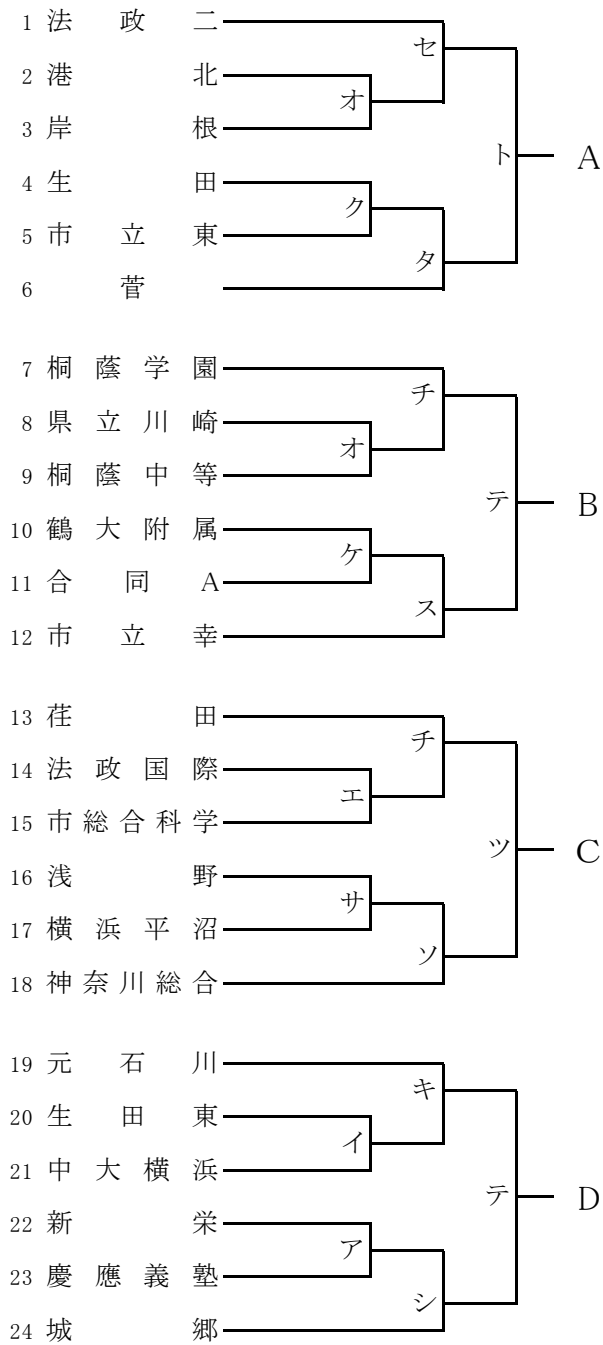 1 法政二
セ
2 港北
オ
3 岸根
ト A
4 生田
ク
5 市立東
タ
6 菅
7 桐蔭学園
チ
8 県立川崎
オ
9 桐蔭中等
テ B
10 鶴大附属
ケ
11 合同A
ス
12 市立幸
13 荏田
チ
14 法政国際
エ
15 市総合科学
ツ C
16 浅野
サ
17 横浜平沼
ソ
18 神奈川総合
19 元石川
キ
20 生田東
イ
21 中大横浜
テ D
22 新栄
ア
23 慶應義塾
シ
24 城郷